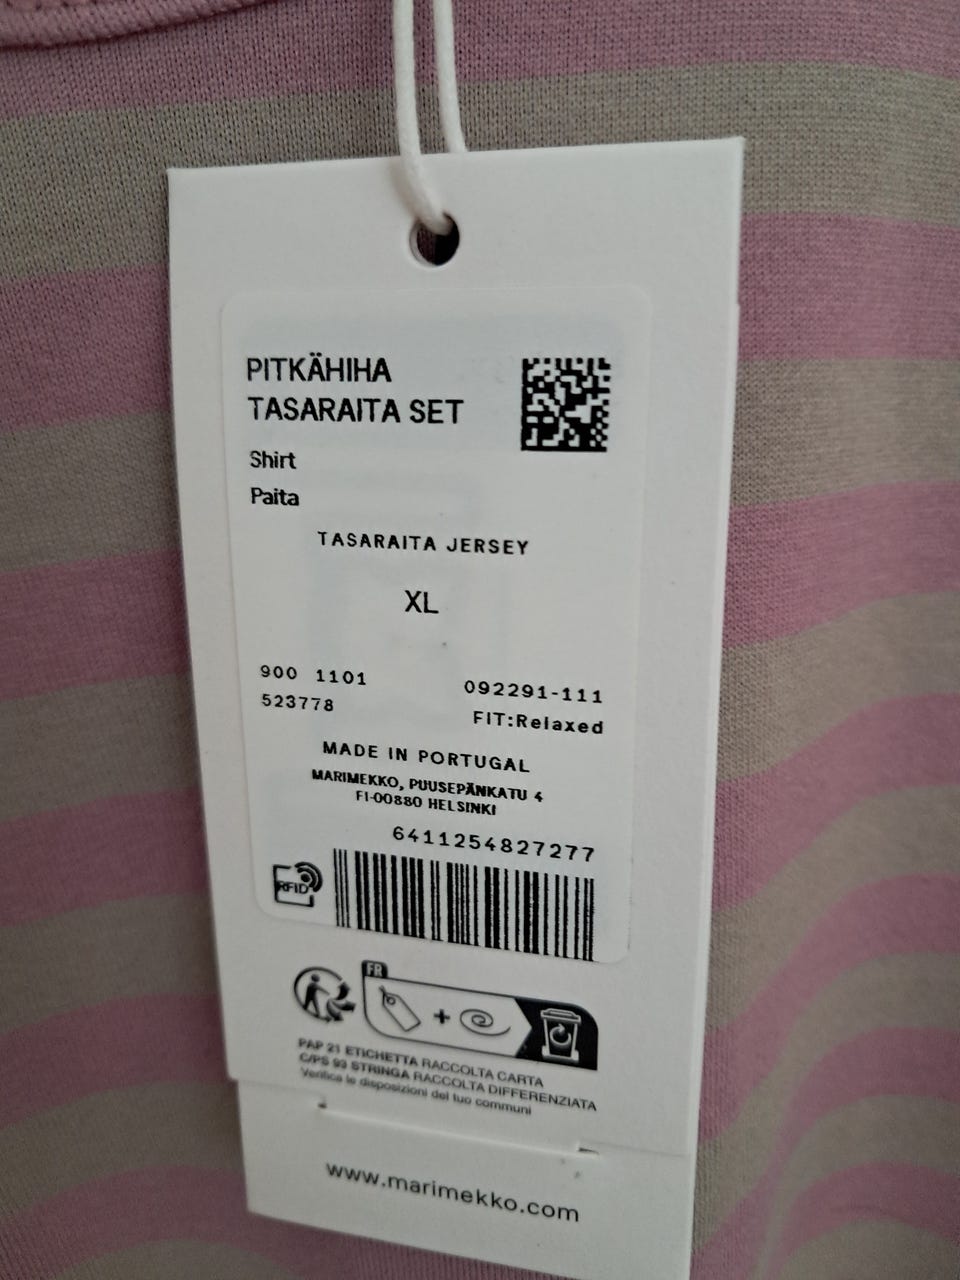 PITKÄHIHA
TASARAITA SET
Shirt
Paita
TASARAITA JERSEY
XL
900 1101
092291-111
523778
FIT:Relaxed
MADE IN PORTUGAL
MARIMEKKO, PUUSEPÄNKATU 4
FI-00880 HELSINKI
6411254827277
RFID
FR
PAP 21 ETICHETTA RACCOLTA CARTA
C/PS 93 STRINGA RACCOLTA DIFFERENZIATA
Verifica le disposizioni del tuo communi
www.marimekko.com